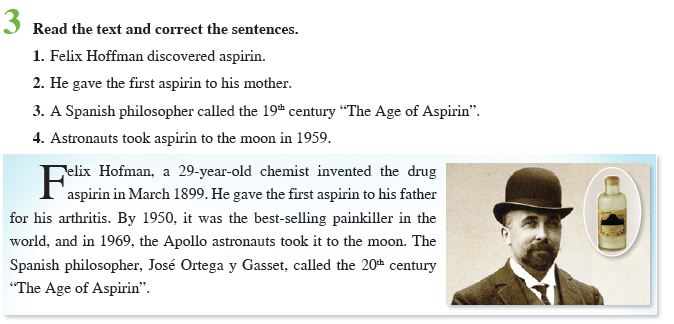 3 Read the text and correct the sentences.
1. Felix Hoffman discovered aspirin.
2. He gave the first aspirin to his mother.
3. A Spanish philosopher called the 19th century “The Age of Aspirin”.
4. Astronauts took aspirin to the moon in 1959.
Felix Hofman, a 29-year-old chemist invented the drug
aspirin in March 1899. He gave the first aspirin to his father
for his arthritis. By 1950, it was the best-selling painkiller in the
world, and in 1969, the Apollo astronauts took it to the moon. The
Spanish philosopher, José Ortega y Gasset, called the 20th century
“The Age of Aspirin”.